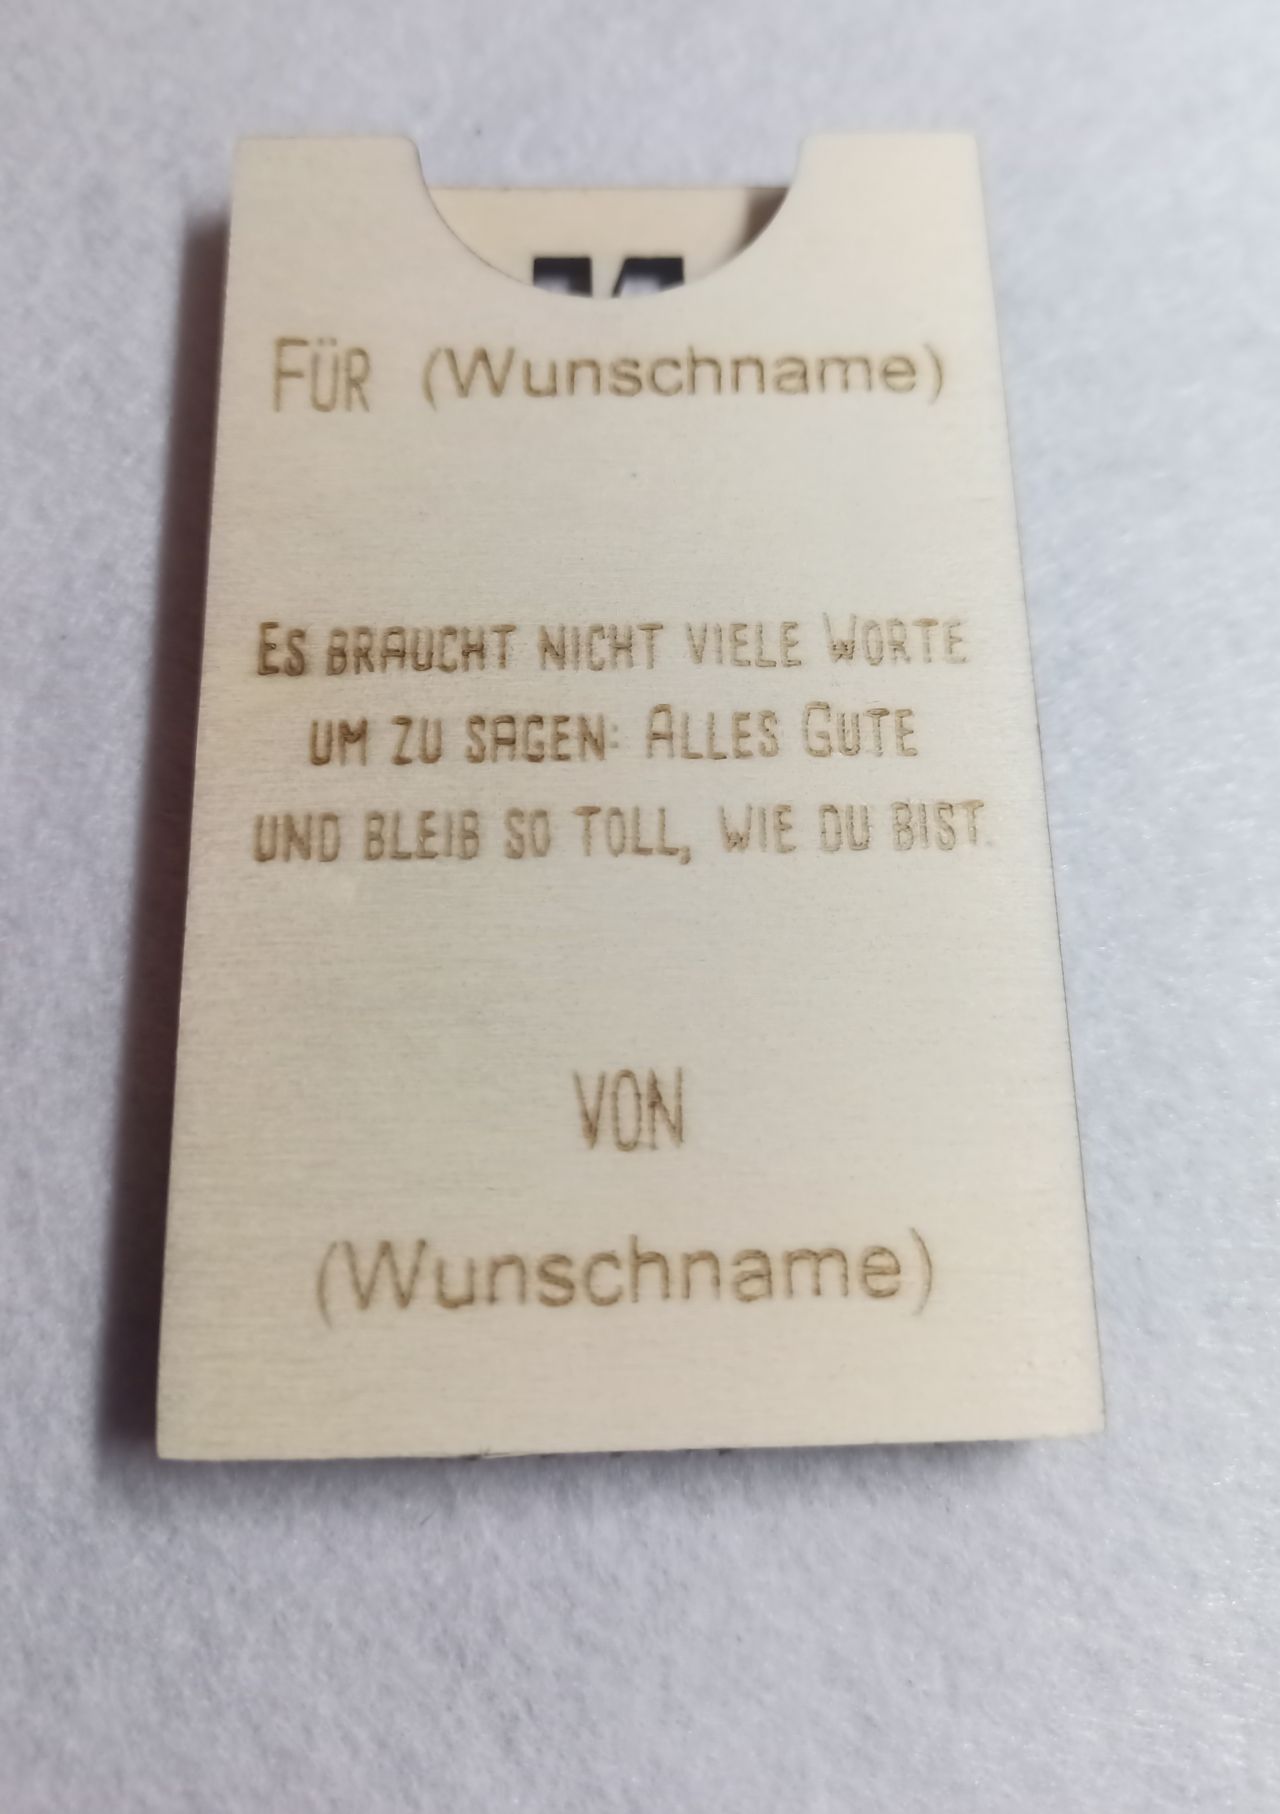 FÜR (Wunschname)
ES BRAUCHT NICHT VIELE WORTE
UM ZU SAGEN: ALLES GUTE
UND BLEIB SO TOLL, WIE DU BIST.
VON
(Wunschname)